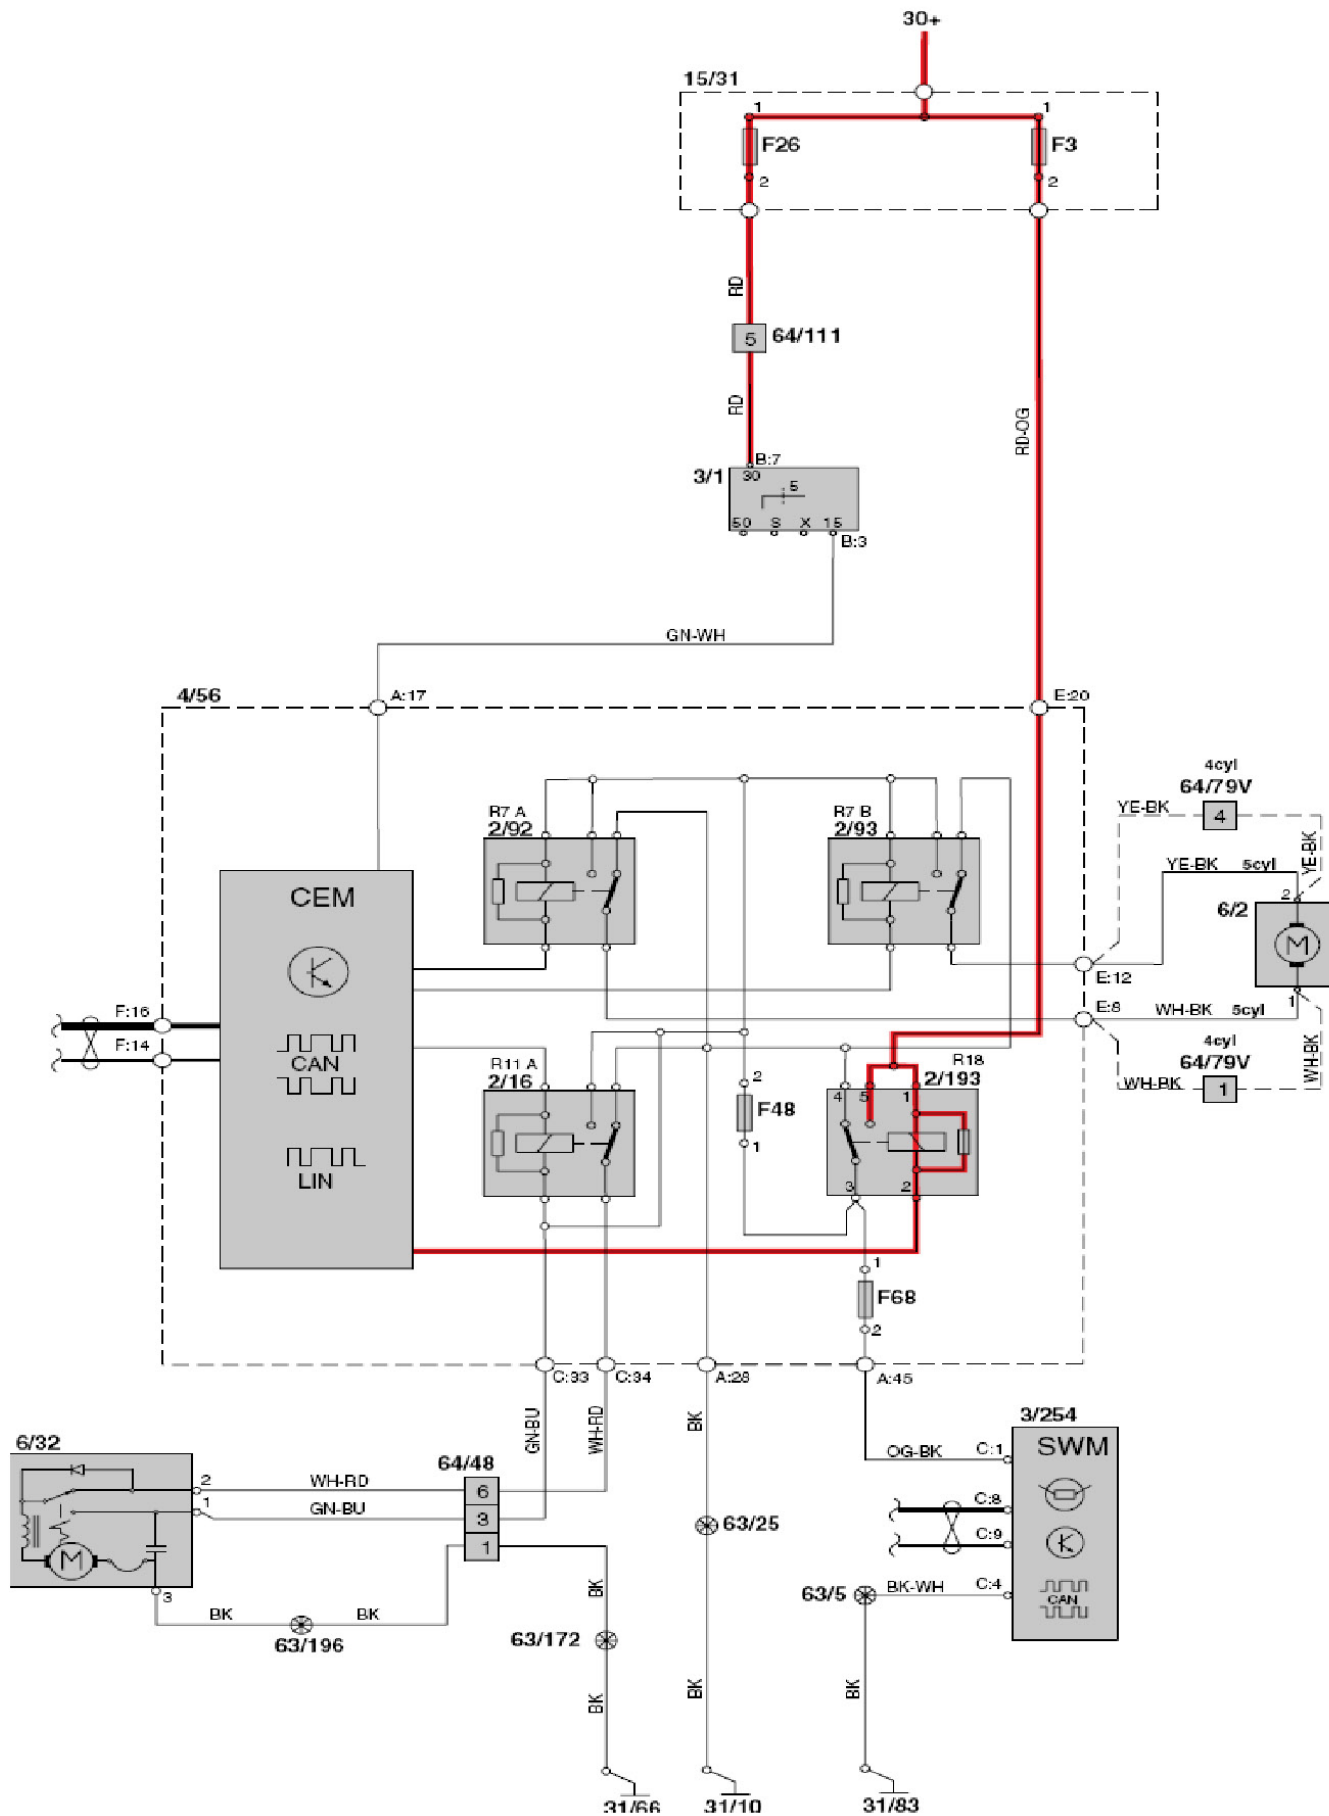 30+
15/31
1
1
F26
F3
2
2
RD
5
64/111
RD
RD-OG
B:7
3/1
30
5
50 S X 15
B:3
GN-WH
4/56
A:17
E:20
4cyl
64/79V
YE-BK
4
R7 A
2/92
R7 B
2/93
YE-BK
YE-BK
5cyl
CEM
2
6/2
M
E:12
F:16
E:8
WH-BK
5cyl
1
F:14
CAN
4cyl
64/79V
WH-BK
WH-BK
1
R11 A
2/16
R18
2/193
2
F48
1
4
5
1
3
2
LIN
1
F68
2
C:33
C:34
A:28
A:45
GN-BU
WH-RD
BK
3/254
6/32
OG-BK
C:1
SWM
64/48
2
WH-RD
6
C:8
1
GN-BU
3
63/25
C:9
M
1
3
BK
63/5
BK-WH
C:4
CAN
BK
BK
63/196
63/172
BK
BK
BK
31/66
31/10
31/83